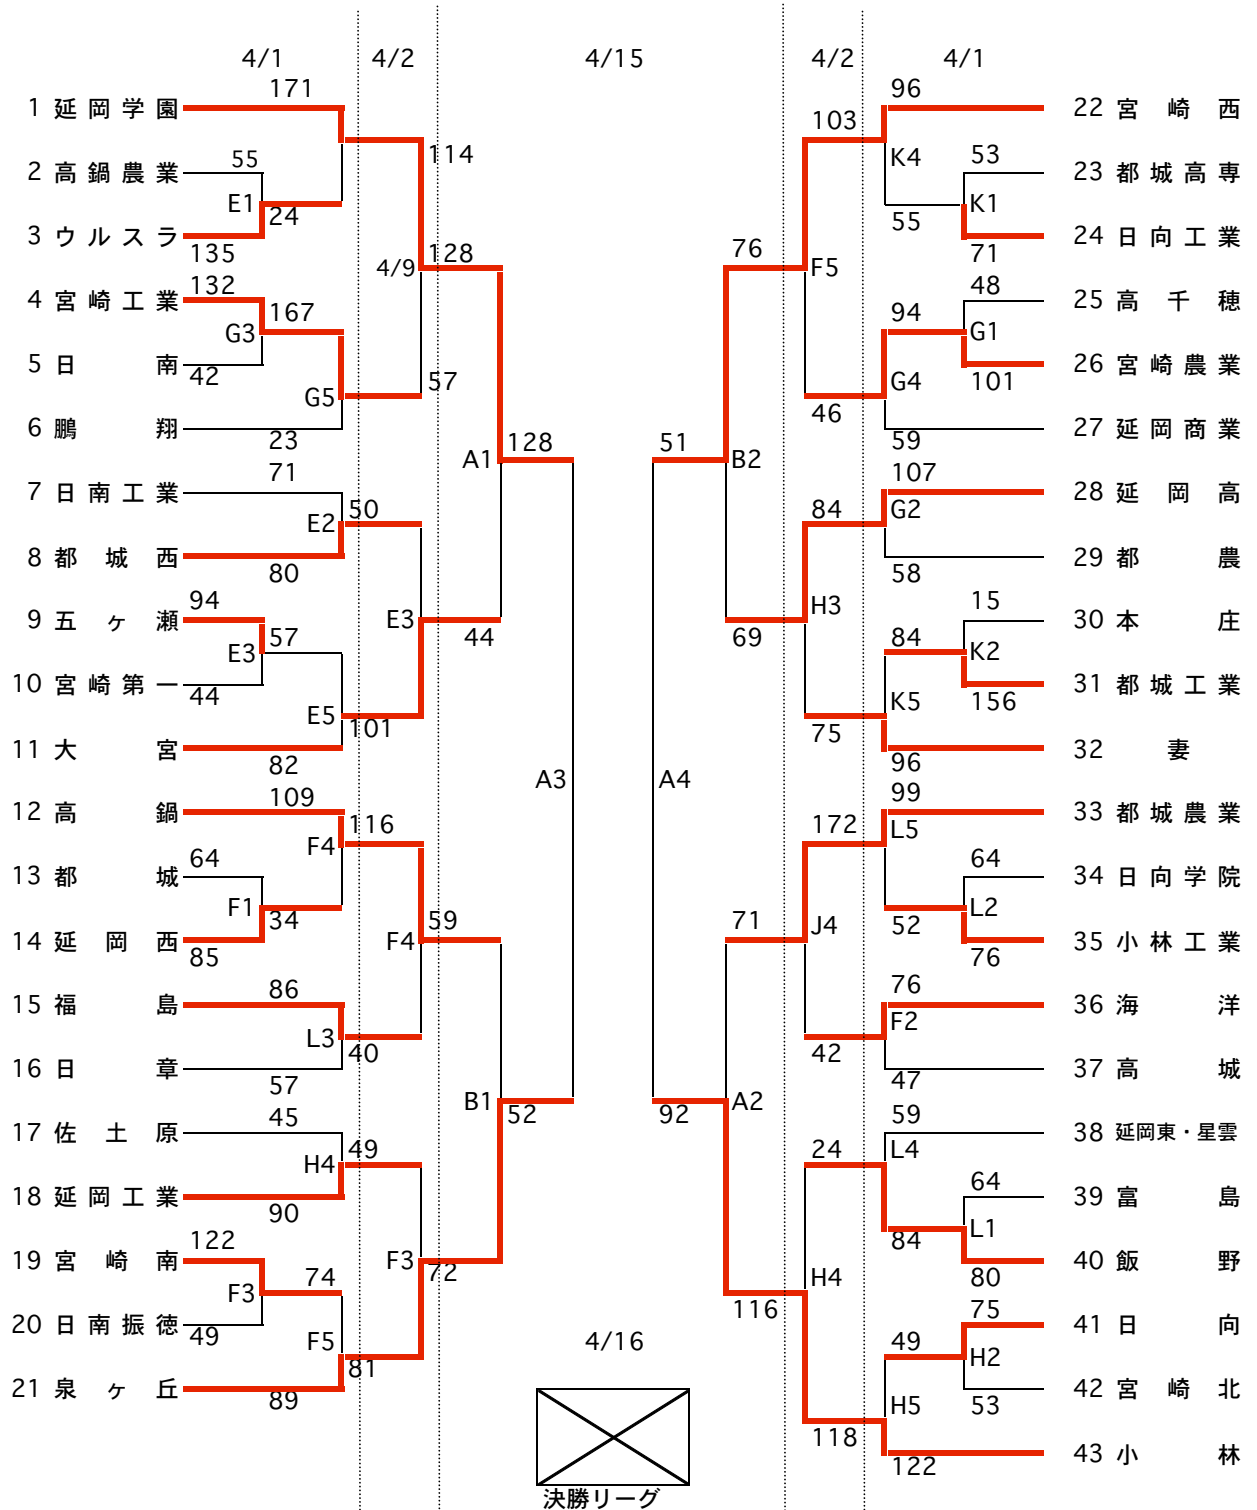 4/1 4/2 4/15 4/2 4/1
171 96
1 延岡学園 22 宮崎西
103
114
55 K4 53
2 高鍋農業 23 都城高専
E1 K1
24 55
3 ウルスラ 24 日向工業
135 128 76 71
4/9 F5
132 48
4 宮崎工業 25 高千穂
167 94
G3 G1
5 日南 26 宮崎農業
42 57 G4 101
G5 46
6 鵬翔 27 延岡商業
23 128 51 59
A1 B2
71 107
7 日南工業 28 延岡高
50 84 G2
E2
8 都城西 29 都農
80 58
94 15
9 五ヶ瀬 30 本庄
E3 H3
57 44 69 84
E3 K2
10 宮崎第一 31 都城工業
44 K5 156
E5 101 75
11 大宮 32 妻
82 96
A3 A4
109 99
12 高鍋 33 都城農業
116 172 L5
F4
64 64
13 都城 34 日向学院
F1 34 59 71 52 L2
14 延岡西 F4 J4 35 小林工業
85 76
86 76
15 福島 36 海洋
F2
L3 40 42
16 日章 37 高城
57 47
B1 52 92 A2
45 59
17 佐土原 38 延岡東・星雲
49 24 L4
H4
64
18 延岡工業 39 富島
90
L1
122 84
19 宮崎南 F3 72 40 飯野
74 H4 80
F3 116 75
20 日南振徳 41 日向
49 F5 4/16 49
81 H2
21 泉ヶ丘 42 宮崎北
89 H5 53
118
43 小林
122
決勝リーグ